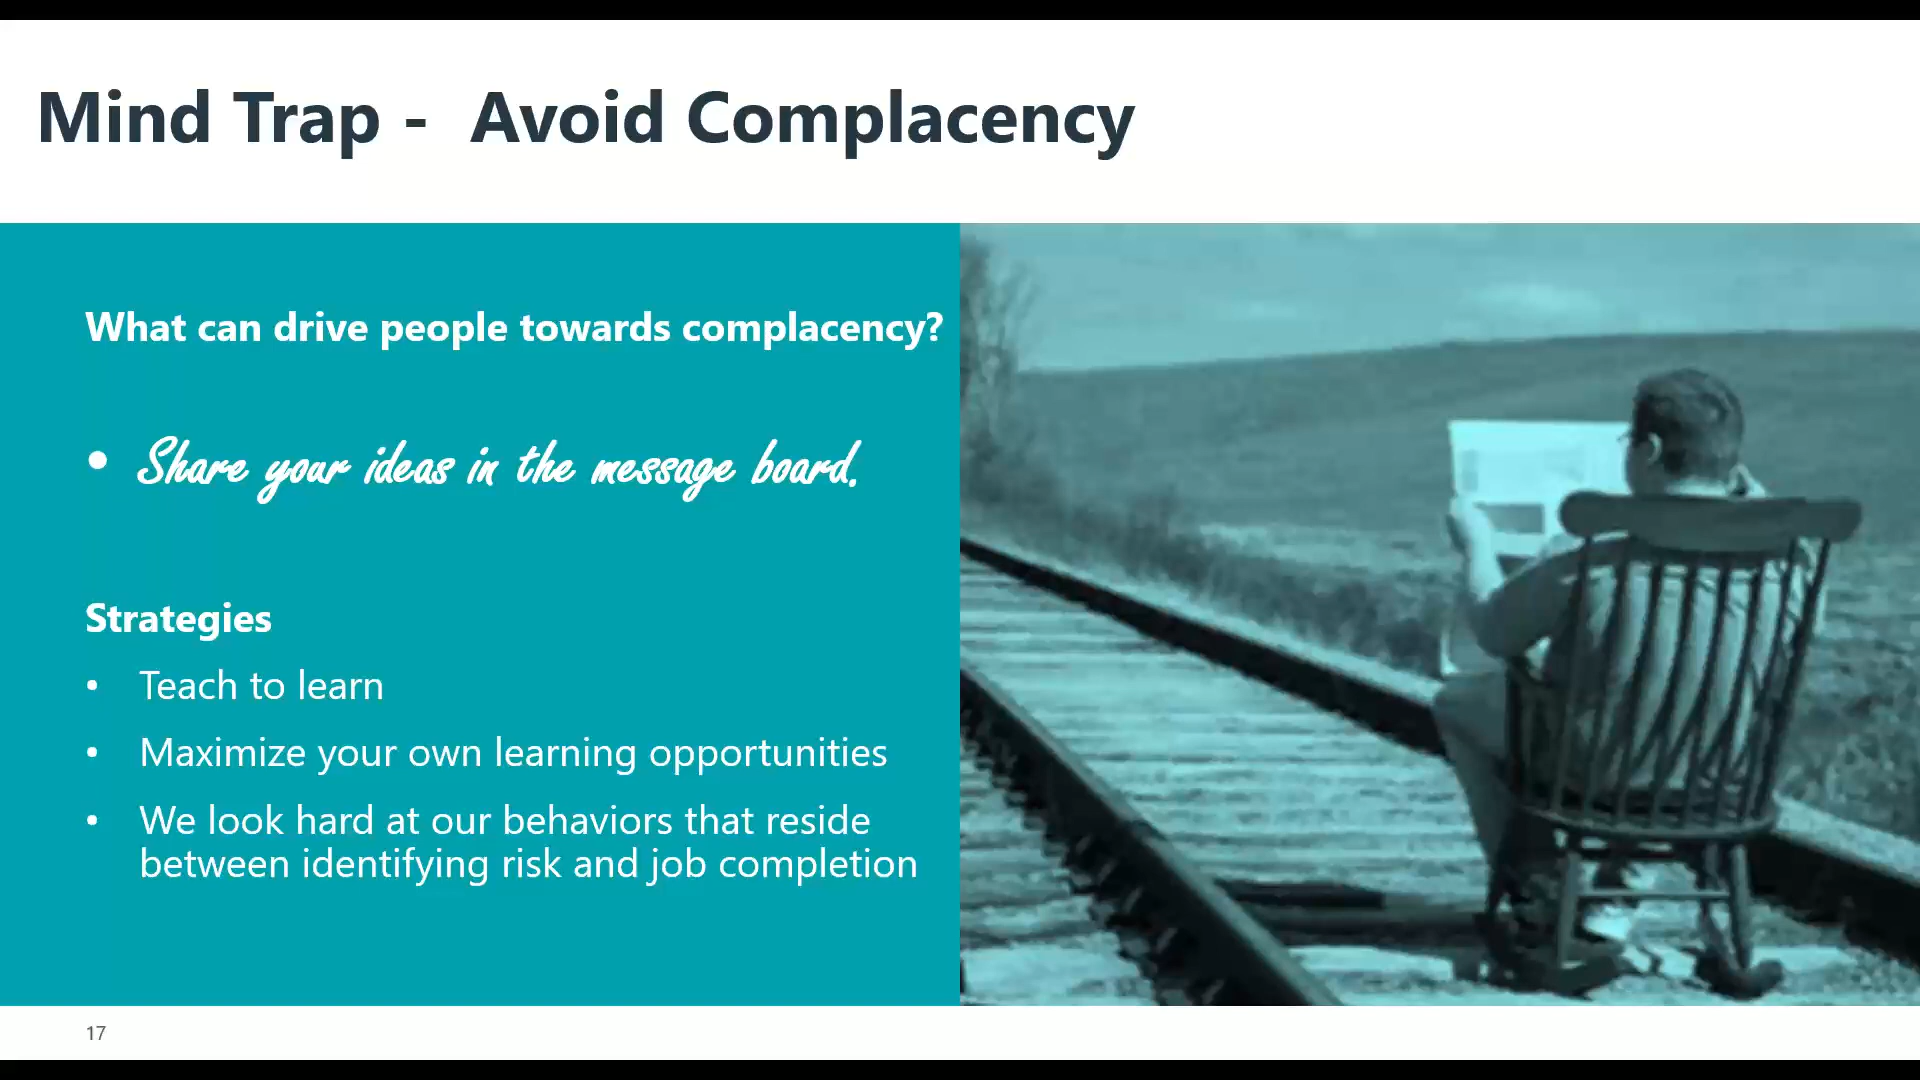 Mind Trap -  Avoid Complacency
What can drive people towards complacency?
• Share your ideas in the message board.
Strategies
• Teach to learn
• Maximize your own learning opportunities
• We look hard at our behaviors that reside
between identifying risk and job completion
17